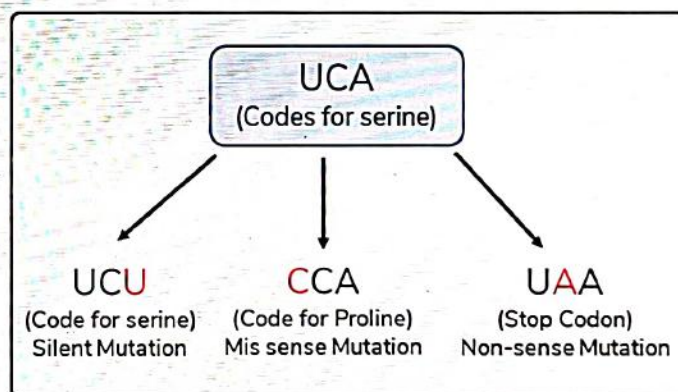 UCA
(Codes for serine)
UCU
(Code for serine)
Silent Mutation
CCA
(Code for Proline)
Mis sense Mutation
UAA
(Stop Codon)
Non-sense Mutation